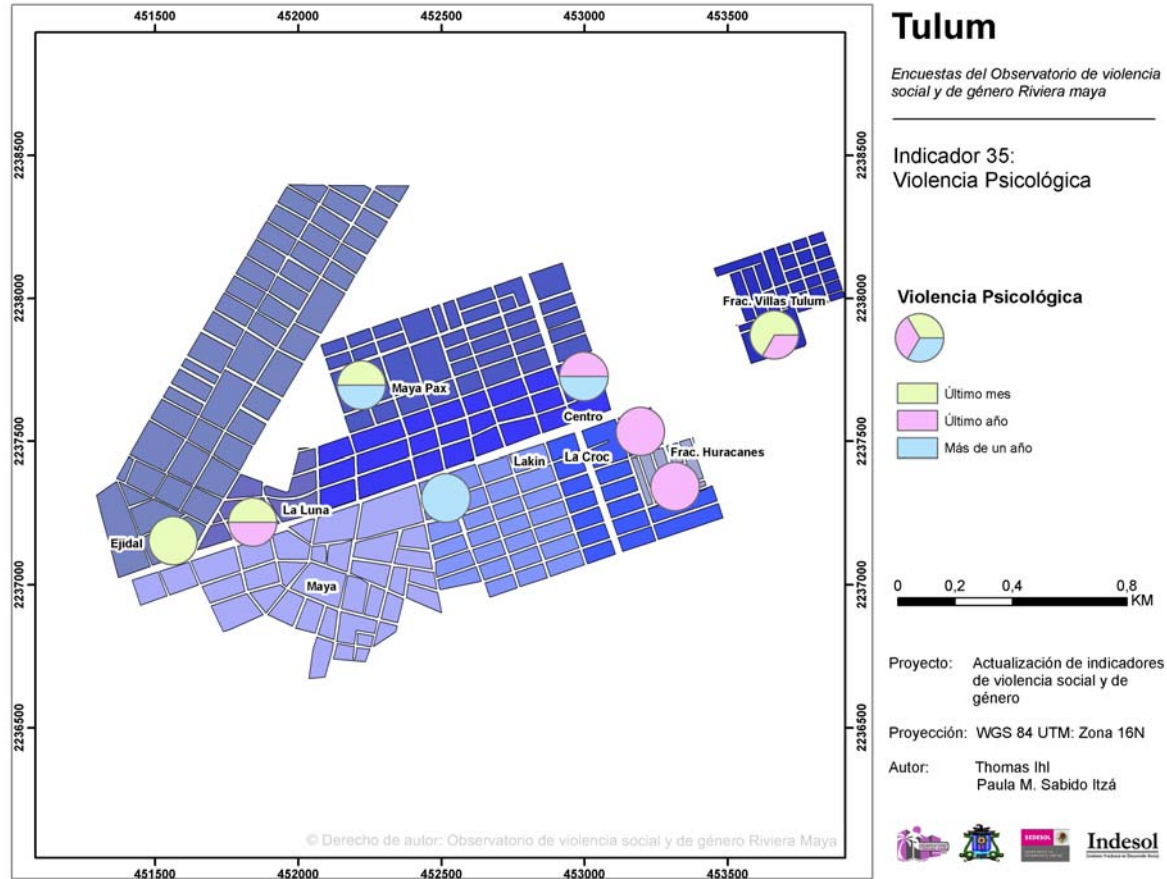 451500 452000 452500 453000 453500
Tulum
Encuestas del Observatorio de violencia
social y de género Riviera maya
Indicador 35:
Violencia Psicológica
2238500
2238500
2238000
2238000
2237500
2237500
2237000
2237000
2236500
2236500
Frac. Villas Tulum
Maya Pax
Centro
Lakin
La Croc
Frac. Huracanes
La Luna
Ejidal
Maya
Violencia Psicológica
Último mes
Último año
Más de un año
0 0,2 0,4 0,8
KM
Proyecto: Actualización de indicadores
de violencia social y de
género
Proyección: WGS 84 UTM: Zona 16N
Autor: Thomas Ihl
Paula M. Sabido Itzá
© Derecho de autor: Observatorio de violencia social y de género Riviera Maya
451500 452000 452500 453000 453500
SEDESOL
Indesol